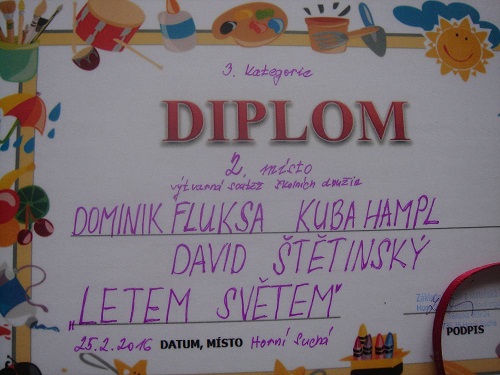 3. kategorie
DIPLOM
2. místo
výtvarná soutěž školních družin
DOMINIK FLUKSA KUBA HAMPL
DAVID ŠTĚTINSKÝ
„LETEM SVĚTEM"
25.2.2016 DATUM, MÍSTO Horní Suchá
PODPIS